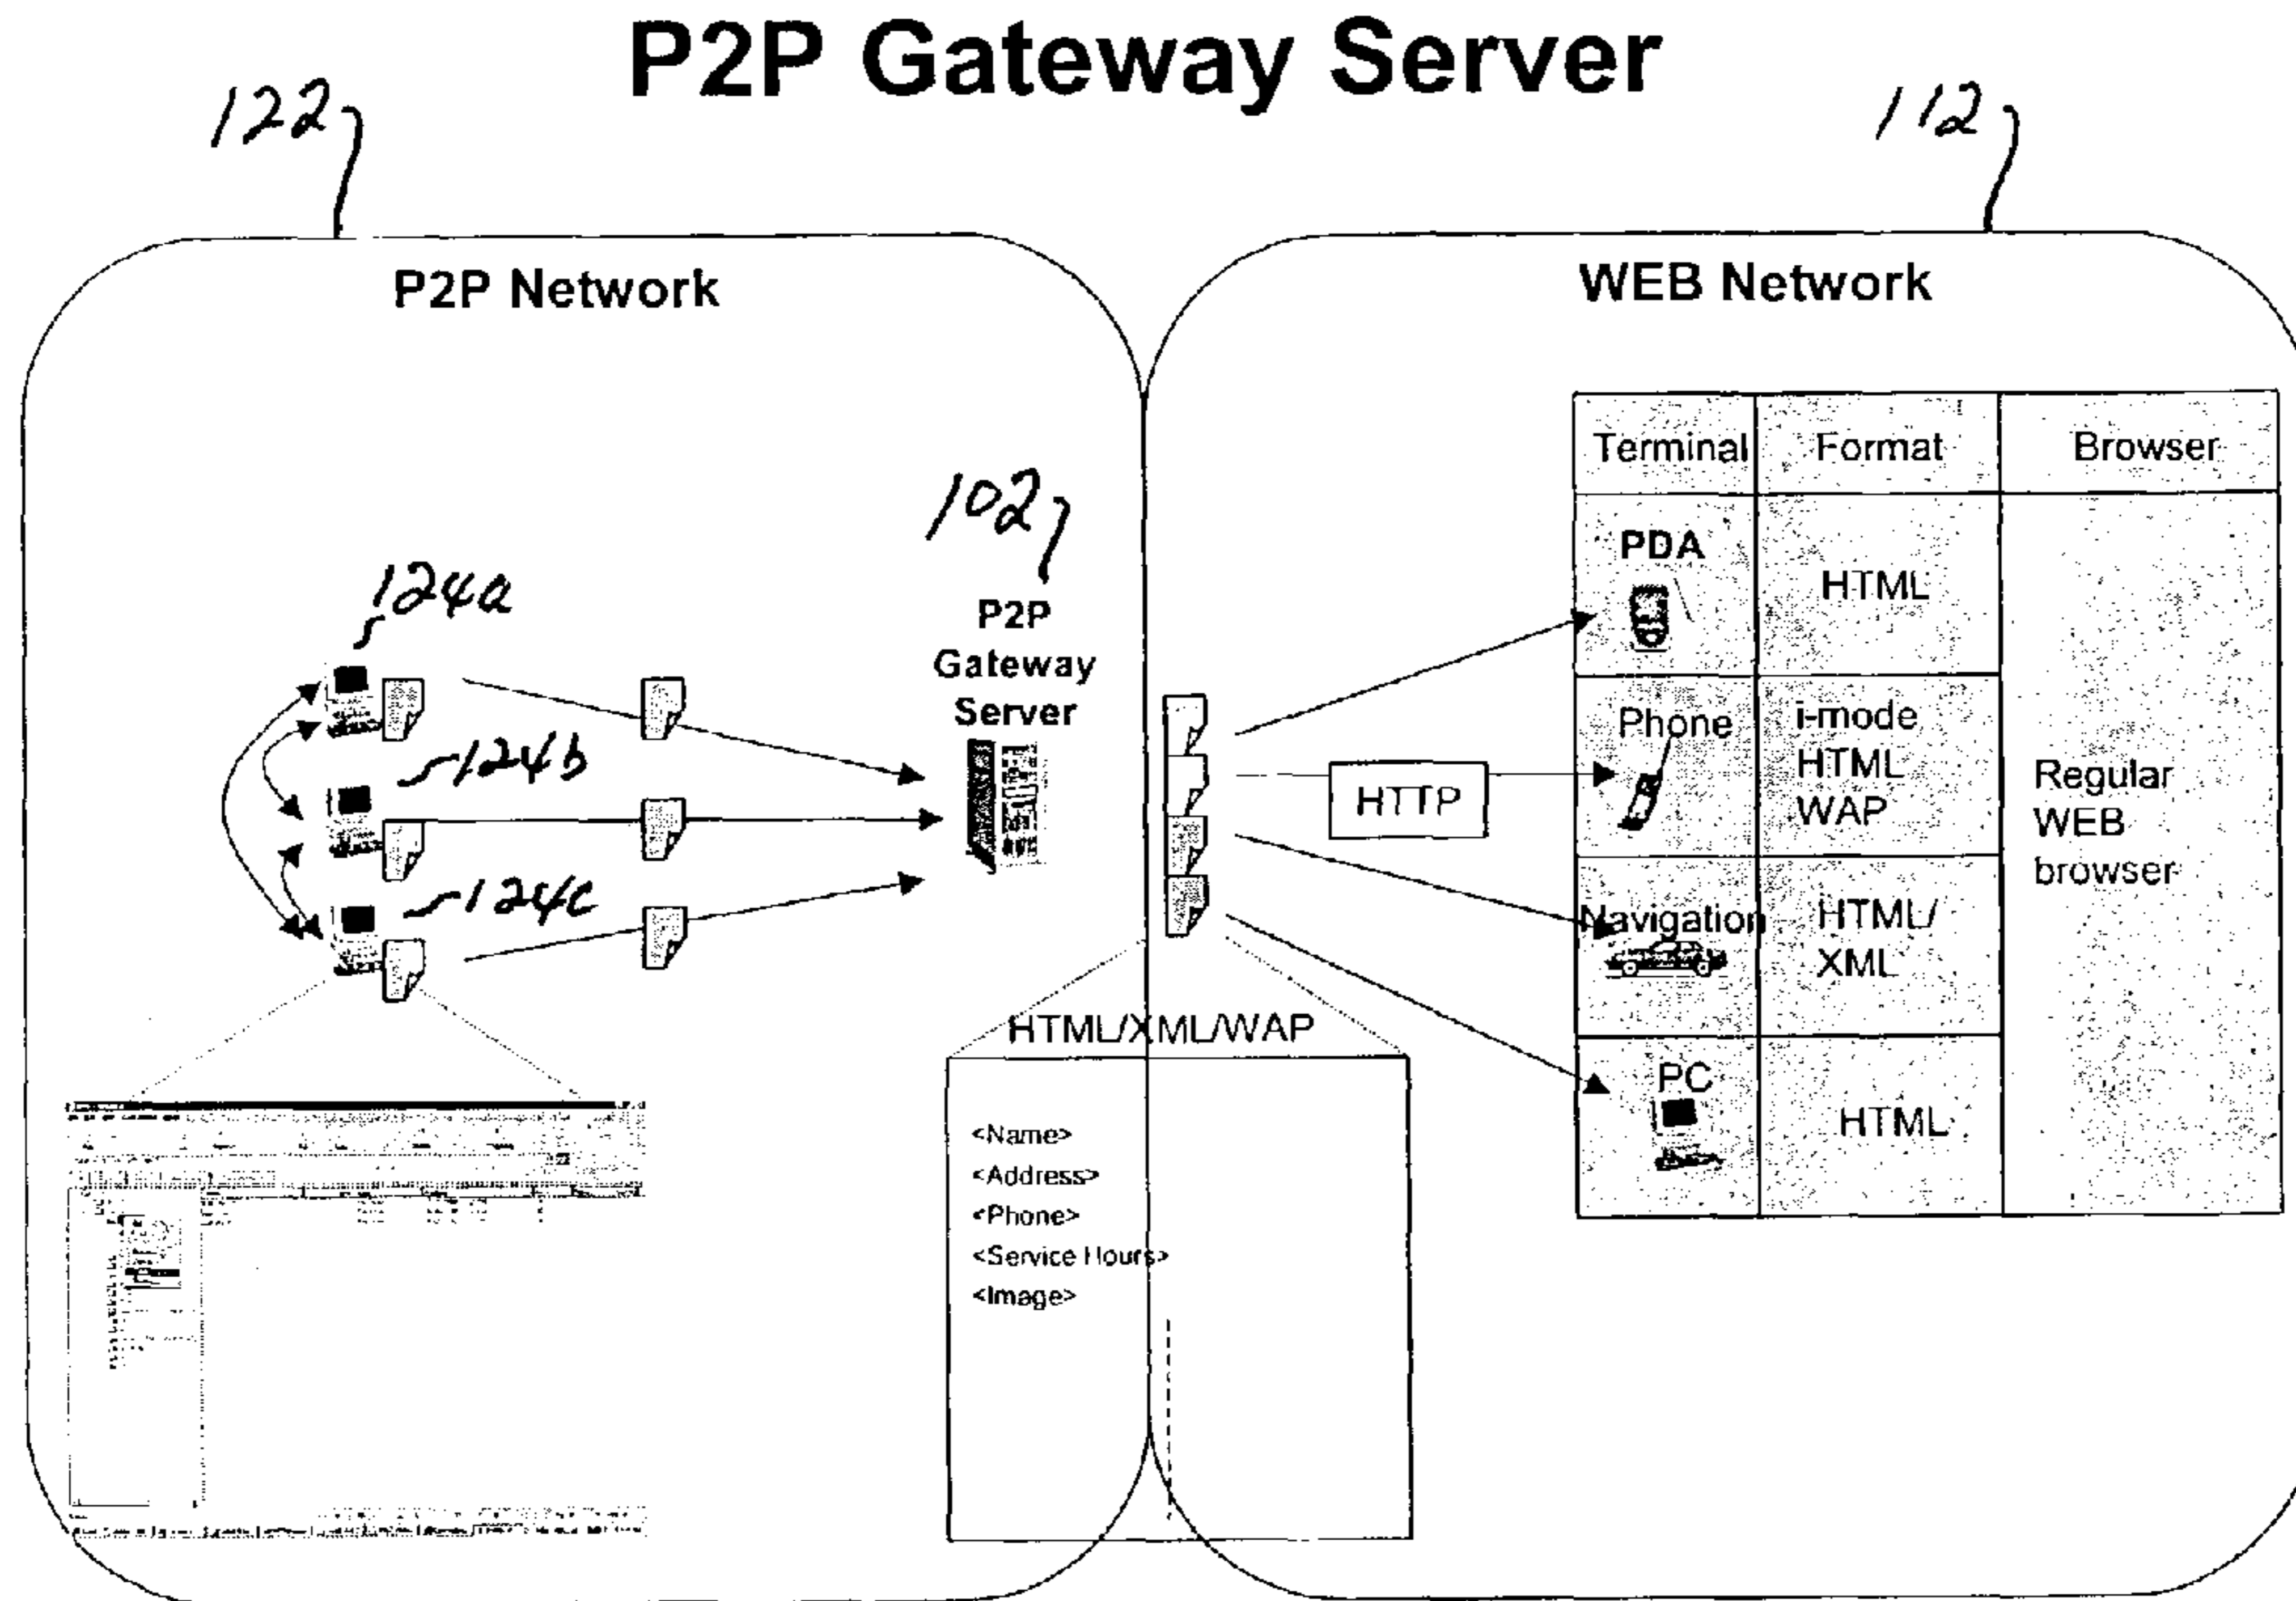 P2P Gateway Server
122
112
P2P Network
WEB Network
102
P2P
Gateway
Server
124a
124b
124c
HTTP
HTML/XML/WAP
<Name>
<Address>
<Phone>
<Service Hours>
<Image>
Terminal Format Browser
PDA
HTML
Phone
i-mode
HTML
WAP
Navigation
HTML/
XML
PC
HTML
Regular
WEB
browser